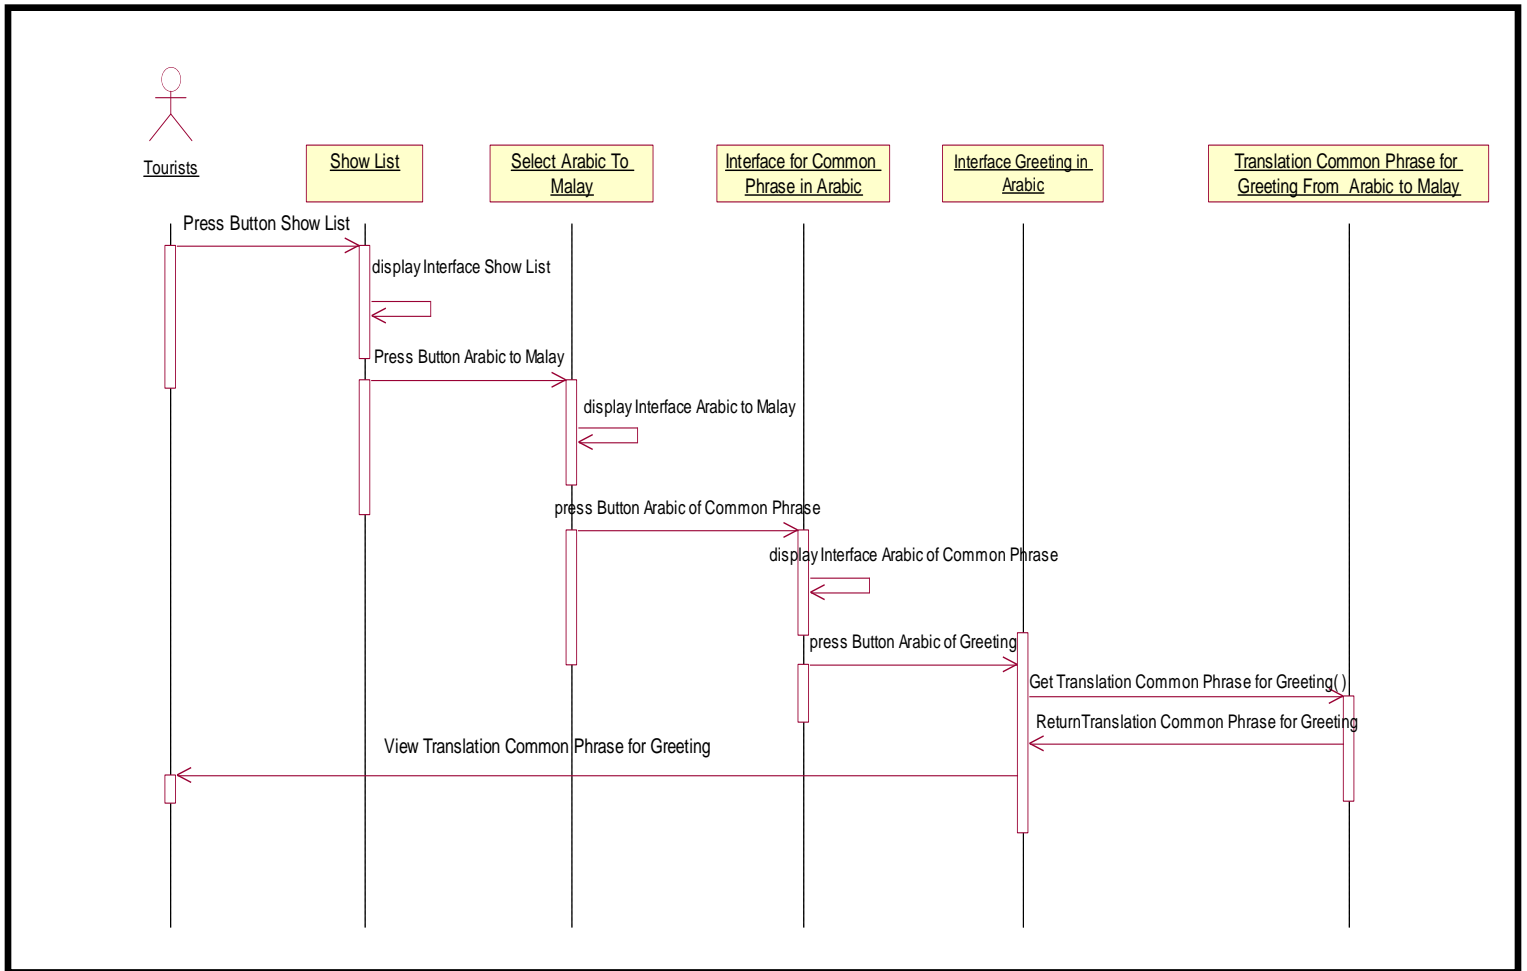 Tourists
Show List
Select Arabic To
Malay
Interface for Common
Phrase in Arabic
Interface Greeting in
Arabic
Translation Common Phrase for
Greeting From Arabic to Malay
Press Button Show List
display Interface Show List
Press Button Arabic to Malay
display Interface Arabic to Malay
press Button Arabic of Common Phrase
display Interface Arabic of Common Phrase
press Button Arabic of Greeting
Get Translation Common Phrase for Greeting( )
ReturnTranslation Common Phrase for Greeting
View Translation Common Phrase for Greeting